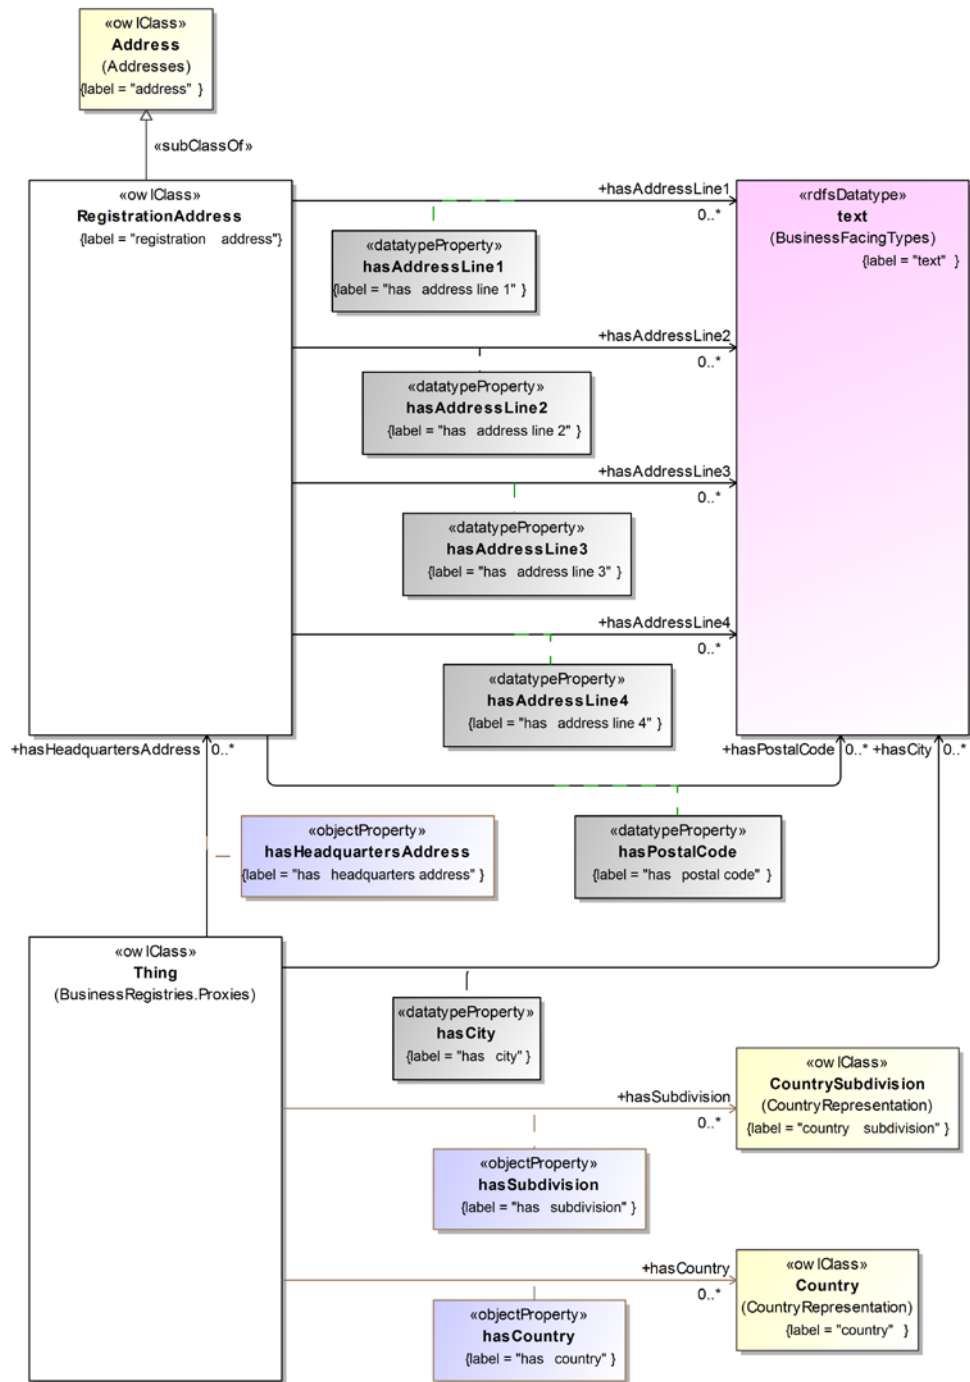 «owlClass»
Address
(Addresses)
{label = "address" }
«subClassOf»
«owlClass»
RegistrationAddress
{label = "registration address"}
+hasAddressLine1
0..*
«rdfsDatatype»
text
(BusinessFacingTypes)
{label = "text" }
«datatypeProperty»
hasAddressLine1
{label = "has address line 1" }
+hasAddressLine2
0..*
«datatypeProperty»
hasAddressLine2
{label = "has address line 2" }
+hasAddressLine3
0..*
«datatypeProperty»
hasAddressLine3
{label = "has address line 3" }
+hasAddressLine4
0..*
«datatypeProperty»
hasAddressLine4
{label = "has address line 4" }
+hasHeadquartersAddress 0..*
+hasPostalCode 0..* +hasCity 0..*
«objectProperty»
hasHeadquartersAddress
{label = "has headquarters address" }
«datatypeProperty»
hasPostalCode
{label = "has postal code" }
«owlClass»
Thing
(BusinessRegistries.Proxies)
«datatypeProperty»
hasCity
{label = "has city" }
+hasSubdivision
0..*
«owlClass»
CountrySubdivision
(CountryRepresentation)
{label = "country subdivision" }
«objectProperty»
hasSubdivision
{label = "has subdivision" }
+hasCountry
0..*
«owlClass»
Country
(CountryRepresentation)
{label = "country" }
«objectProperty»
hasCountry
{label = "has country" }